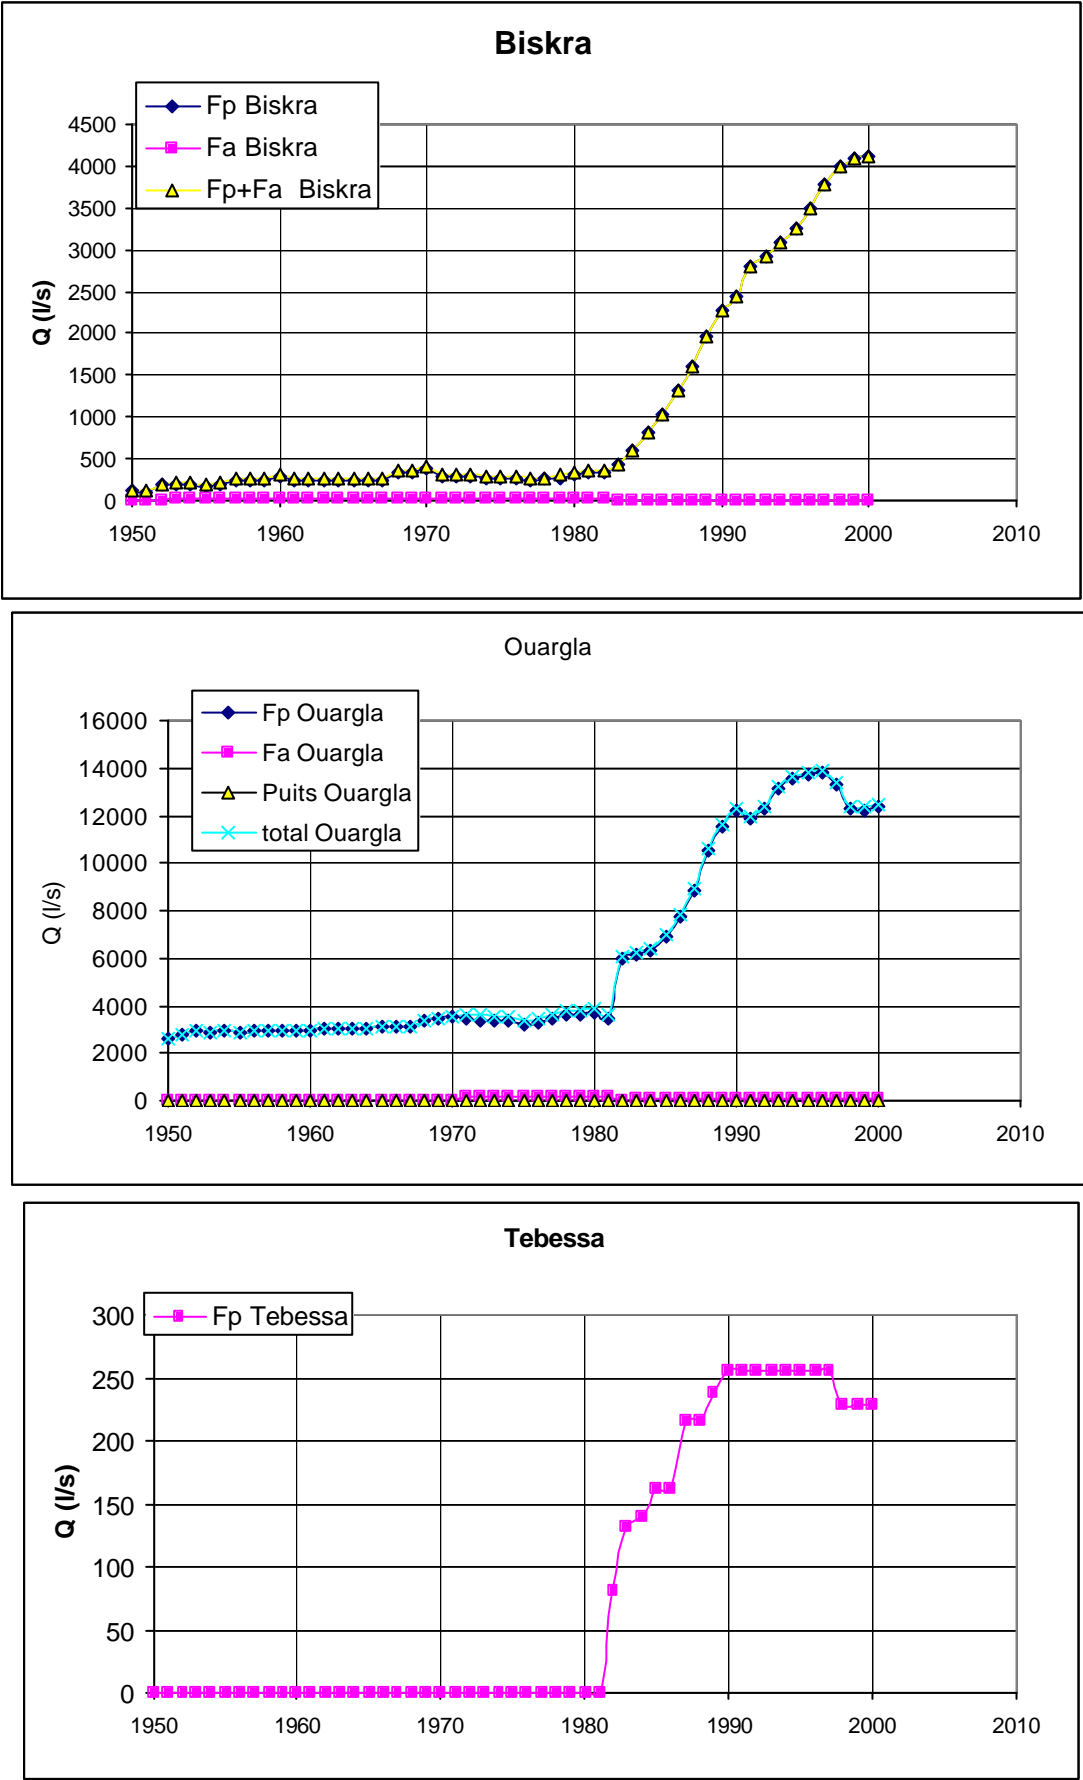 Biskra
Fp Biskra
Fa Biskra
Fp+Fa Biskra
4500
4000
3500
3000
2500
2000
1500
1000
500
0
Q (l/s)
1950 1960 1970 1980 1990 2000 2010
Ouargla
Fp Ouargla
Fa Ouargla
Puits Ouargla
total Ouargla
16000
14000
12000
10000
8000
6000
4000
2000
0
Q (l/s)
1950 1960 1970 1980 1990 2000 2010
Tebessa
Fp Tebessa
300
250
200
150
100
50
0
Q (l/s)
1950 1960 1970 1980 1990 2000 2010